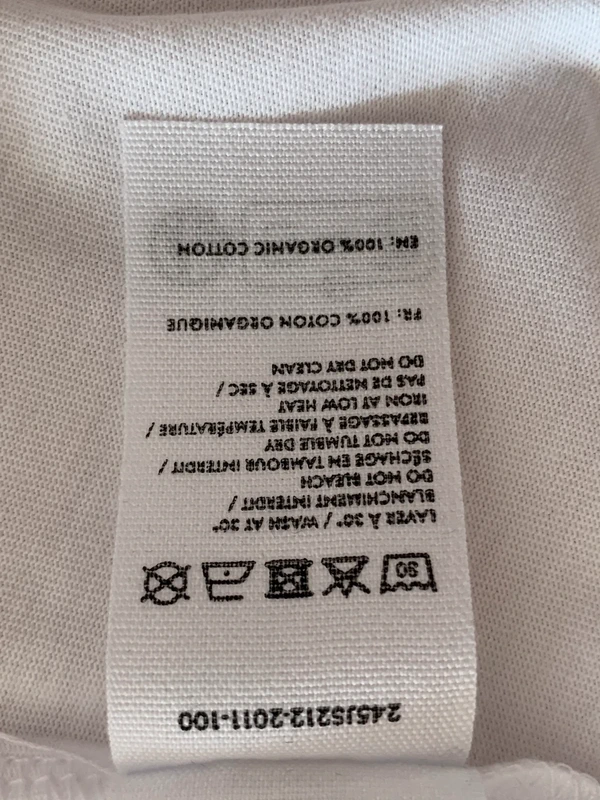 245JS212-2011-100
30
LAVER À 30° / WASH AT 30°
BLANCHIMENT INTERDIT /
DO NOT BLEACH
SÉCHAGE EN TAMBOUR INTERDIT /
DO NOT TUMBLE DRY
REPASSAGE À FAIBLE TEMPÉRATURE /
IRON AT LOW HEAT
PAS DE NETTOYAGE À SEC /
DO NOT DRY CLEAN
FR: 100% COTON ORGANIQUE
EN: 100% ORGANIC COTTON